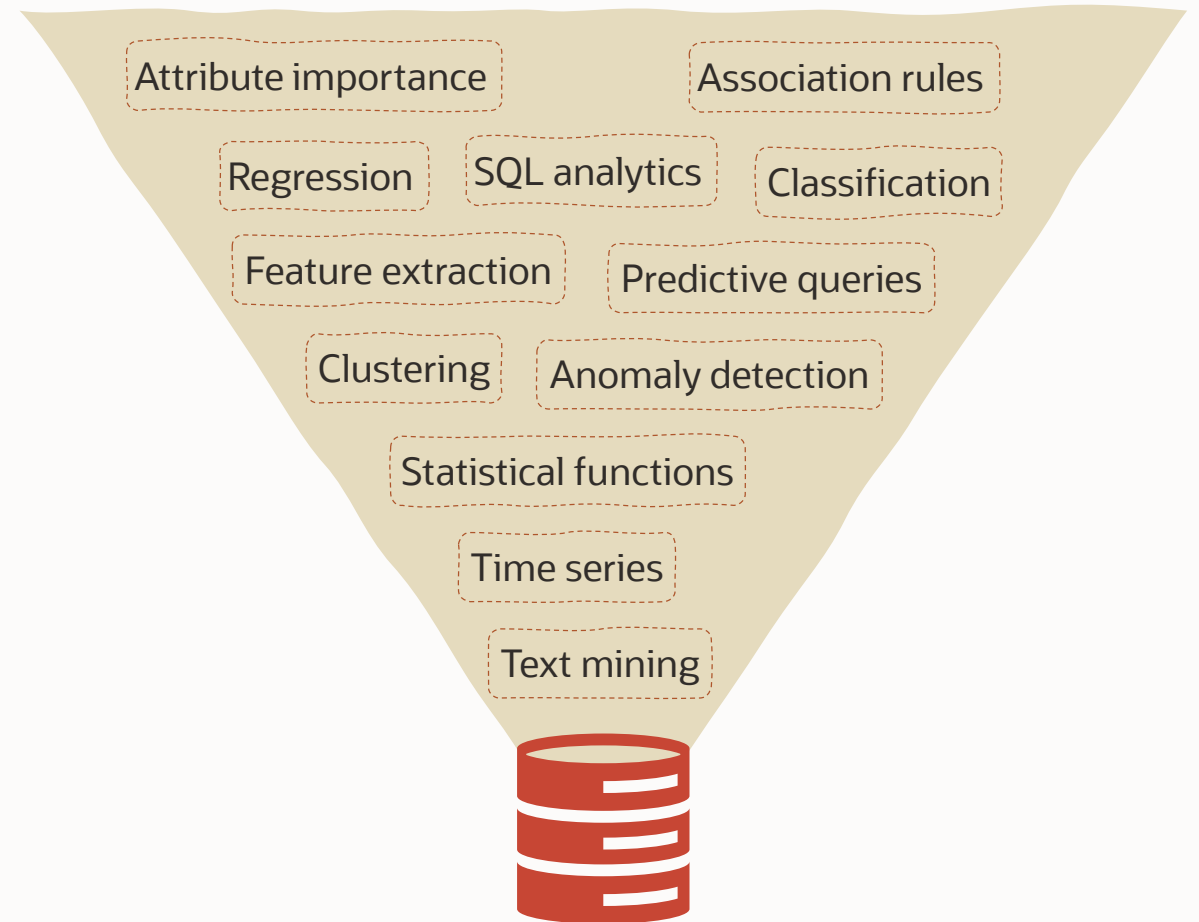 Attribute importance
Association rules
Regression
SQL analytics
Classification
Feature extraction
Predictive queries
Clustering
Anomaly detection
Statistical functions
Time series
Text mining